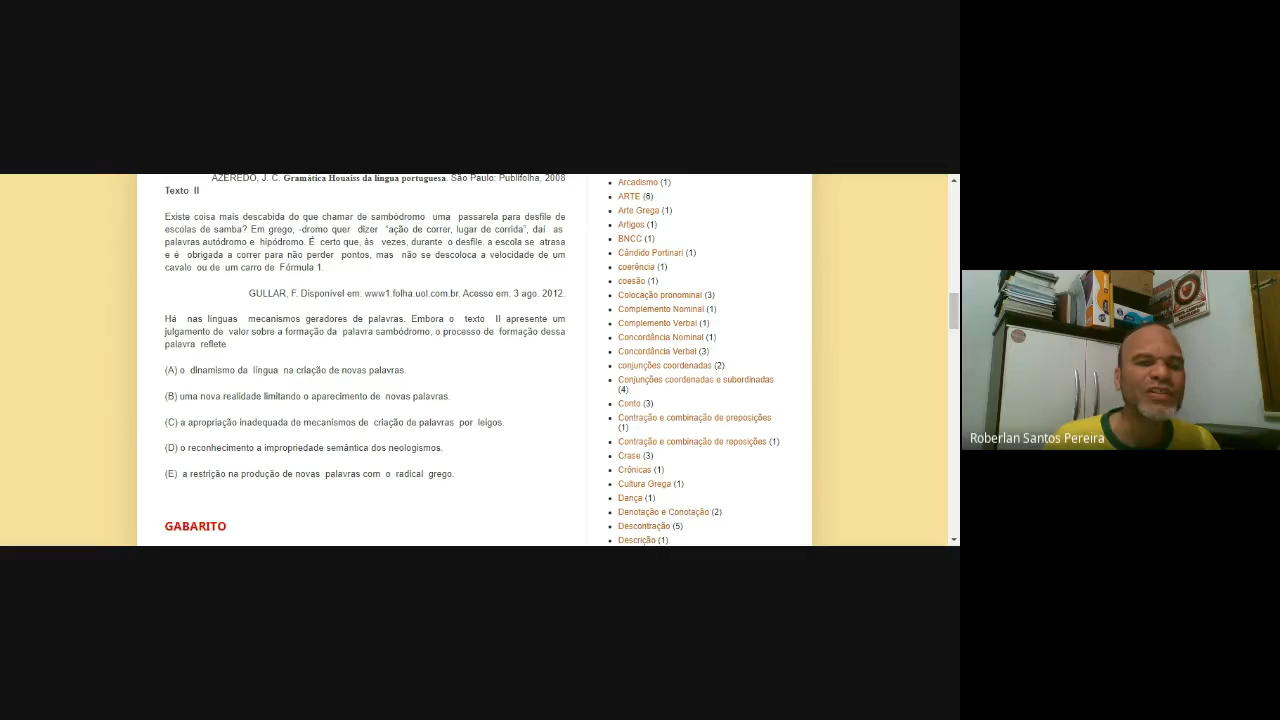 AZEREDO, J. C. Gramática Houaiss da língua portuguesa. São Paulo: Publifolha, 2008
Texto II
Existe coisa mais descabida do que chamar de sambódromo uma passarela para desfile de
escolas de samba? Em grego, -dromo quer dizer “ação de correr, lugar de corrida”, daí as
palavras autódromo e hipódromo. É certo que, às vezes, durante o desfile, a escola se atrasa
e é obrigada a correr para não perder pontos, mas não se descoloca a velocidade de um
cavalo ou de um carro de Fórmula 1.
GULLAR, F. Disponível em: www1.folha.uol.com.br. Acesso em: 3 ago. 2012.
Há nas línguas mecanismos geradores de palavras. Embora o texto II apresente um
julgamento de valor sobre a formação da palavra sambódromo, o processo de formação dessa
palavra reflete
(A) o dinamismo da língua na criação de novas palavras.
(B) uma nova realidade limitando o aparecimento de novas palavras.
(C) a apropriação inadequada de mecanismos de criação de palavras por leigos.
(D) o reconhecimento a impropriedade semântica dos neologismos.
(E) a restrição na produção de novas palavras com o radical grego.
GABARITO
Arcadismo (1)
ARTE (6)
Arte Grega (1)
Artigos (1)
BNCC (1)
Cândido Portinari (1)
coerência (1)
coesão (1)
Colocação pronominal (3)
Complemento Nominal (1)
Complemento Verbal (1)
Concordância Nominal (1)
Concordância Verbal (3)
conjunções coordenadas (2)
Conjunções coordenadas e subordinadas
(4)
Conto (3)
Contração e combinação de preposições
(1)
Contração e combinação de reposições (1)
Crase (3)
Crônicas (1)
Cultura Grega (1)
Dança (1)
Denotação e Conotação (2)
Descontração (5)
Descrição (1)
Roberlan Santos Pereira